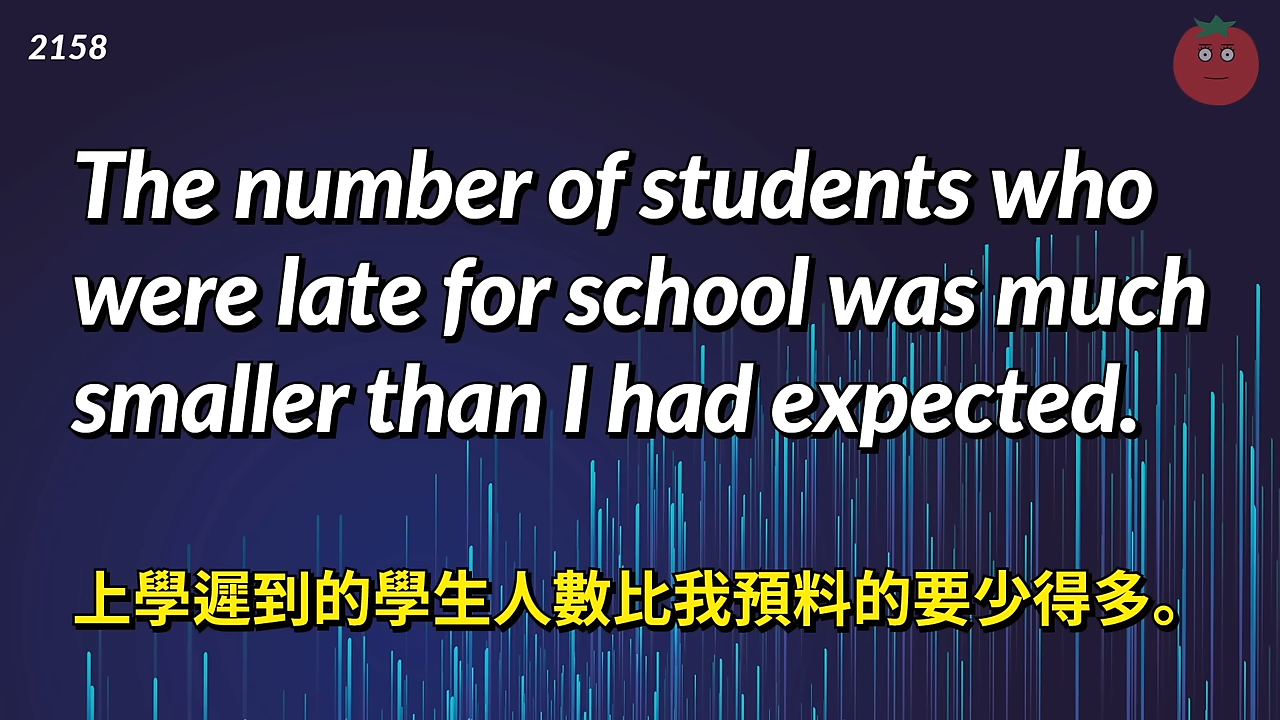 2158
The number of students who
were late for school was much
smaller than I had expected.
上學遲到的學生人數比我預料的要少得多。